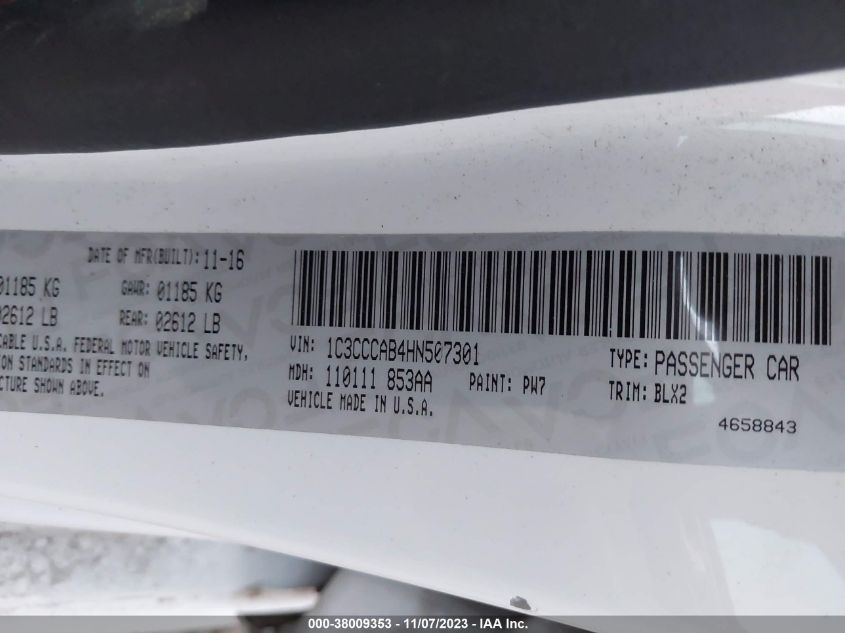 DATE OF MFR(BUILT): 11-16
01185 KG GAWR: 01185 KG
02612 LB REAR: 02612 LB
CABLE U.S.A. FEDERAL MOTOR VEHICLE SAFETY,
ION STANDARDS IN EFFECT ON
CTURE SHOWN ABOVE.
VIN: 1C3CCCAB4HN507301
MDH: 110111 853AA PAINT: PW7
VEHICLE MADE IN U.S.A.
TYPE: PASSENGER CAR
TRIM: BLX2
4658843
000-38009353 - 11/07/2023 - IAA Inc.